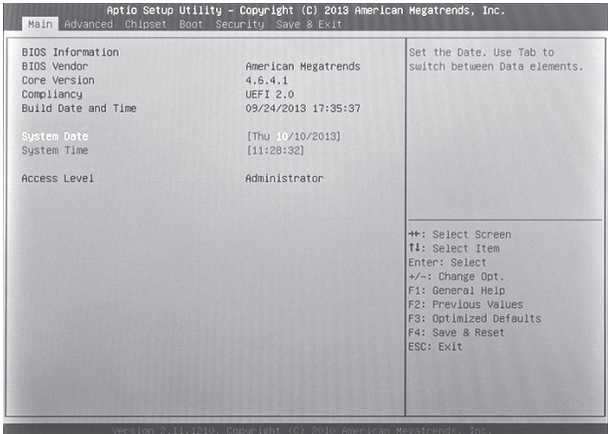 Aptio Setup Utility - Copyright (C) 2013 American Megatrends, Inc.
Main Advanced Chipset Boot Security Save & Exit
BIOS Information
BIOS Vendor American Megatrends
Core Version 4.6.4.1
Compliancy UEFI 2.0
Build Date and Time 09/24/2013 17:35:37
System Date [Thu 10/10/2013]
System Time [11:28:32]
Access Level Administrator
Set the Date. Use Tab to
switch between Data elements.
→←: Select Screen
↑↓: Select Item
Enter: Select
+/-: Change Opt.
F1: General Help
F2: Previous Values
F3: Optimized Defaults
F4: Save & Reset
ESC: Exit
Version 2.11.1210. Copyright (C) 2010 American Megatrends, Inc.